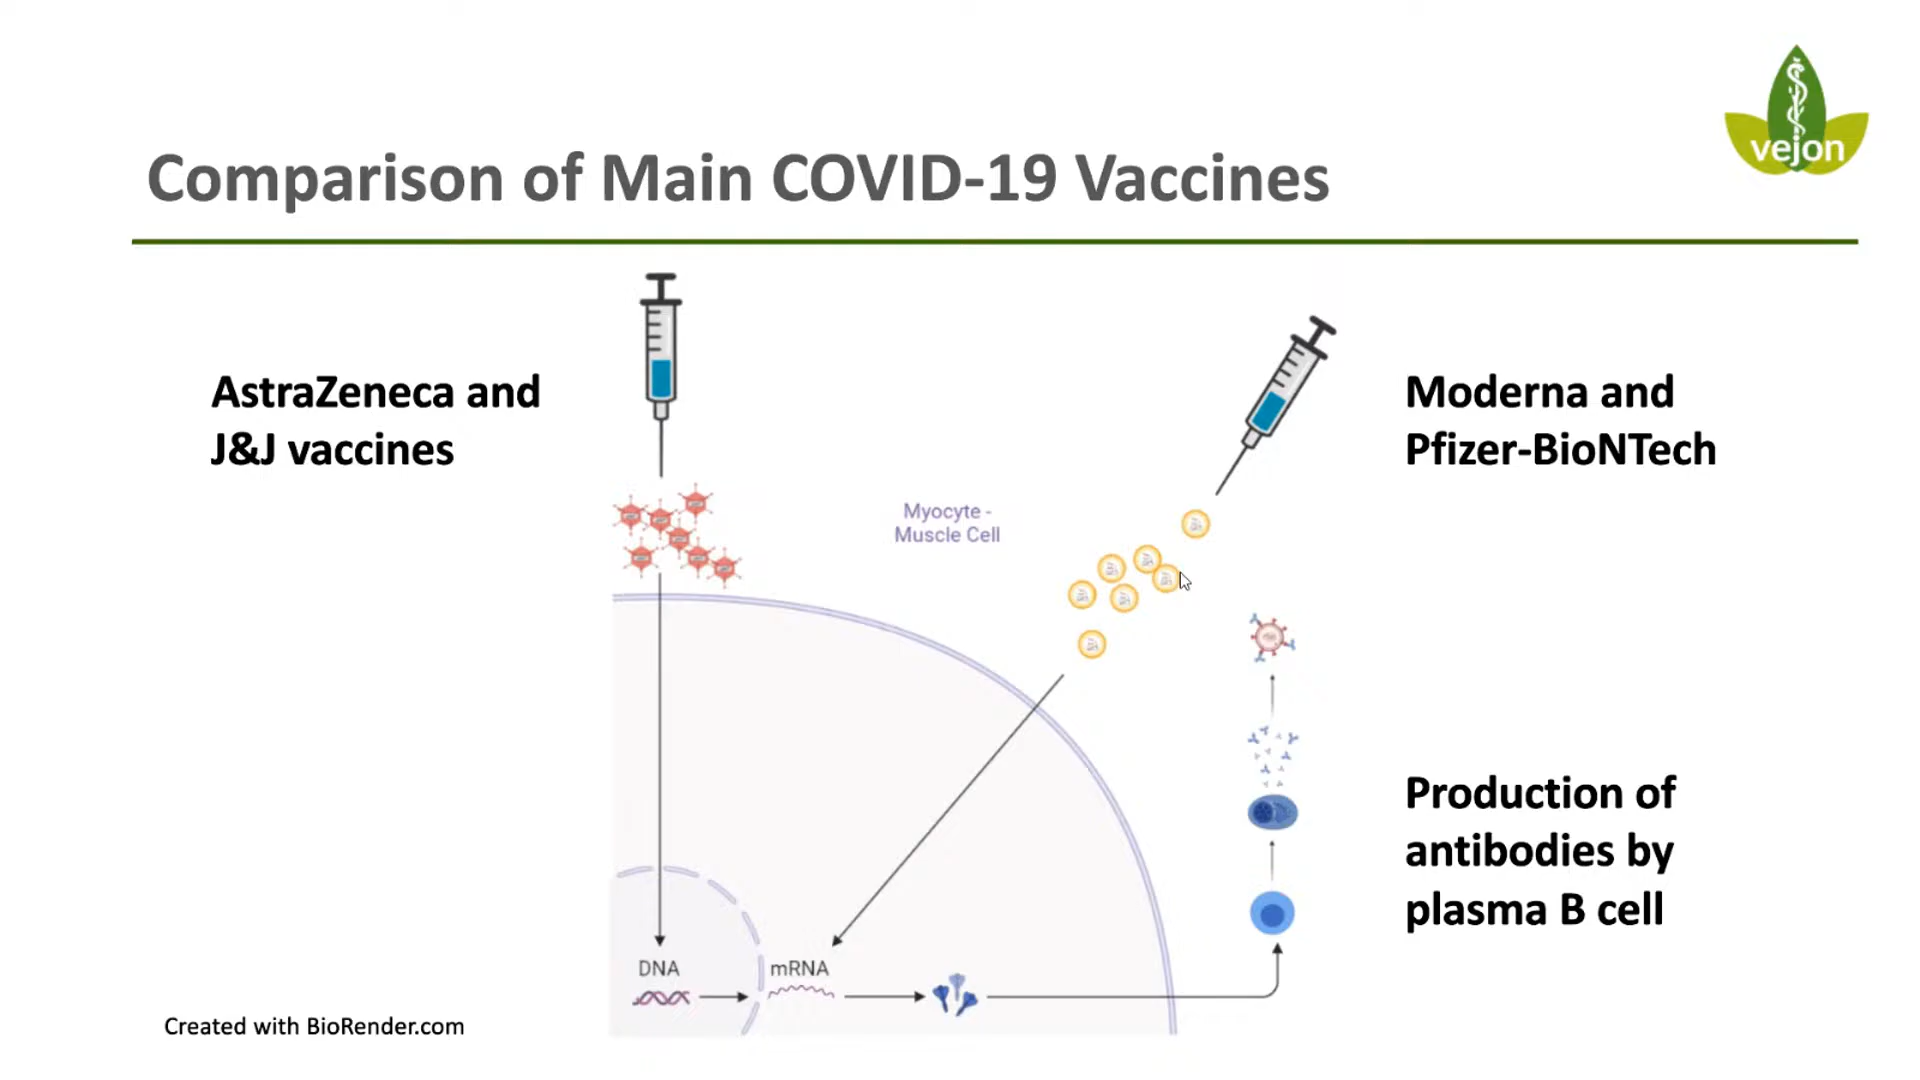 vejon
Comparison of Main COVID-19 Vaccines
AstraZeneca and
J&J vaccines
Moderna and
Pfizer-BioNTech
Myocyte -
Muscle Cell
Production of
antibodies by
plasma B cell
DNA
mRNA
Created with BioRender.com